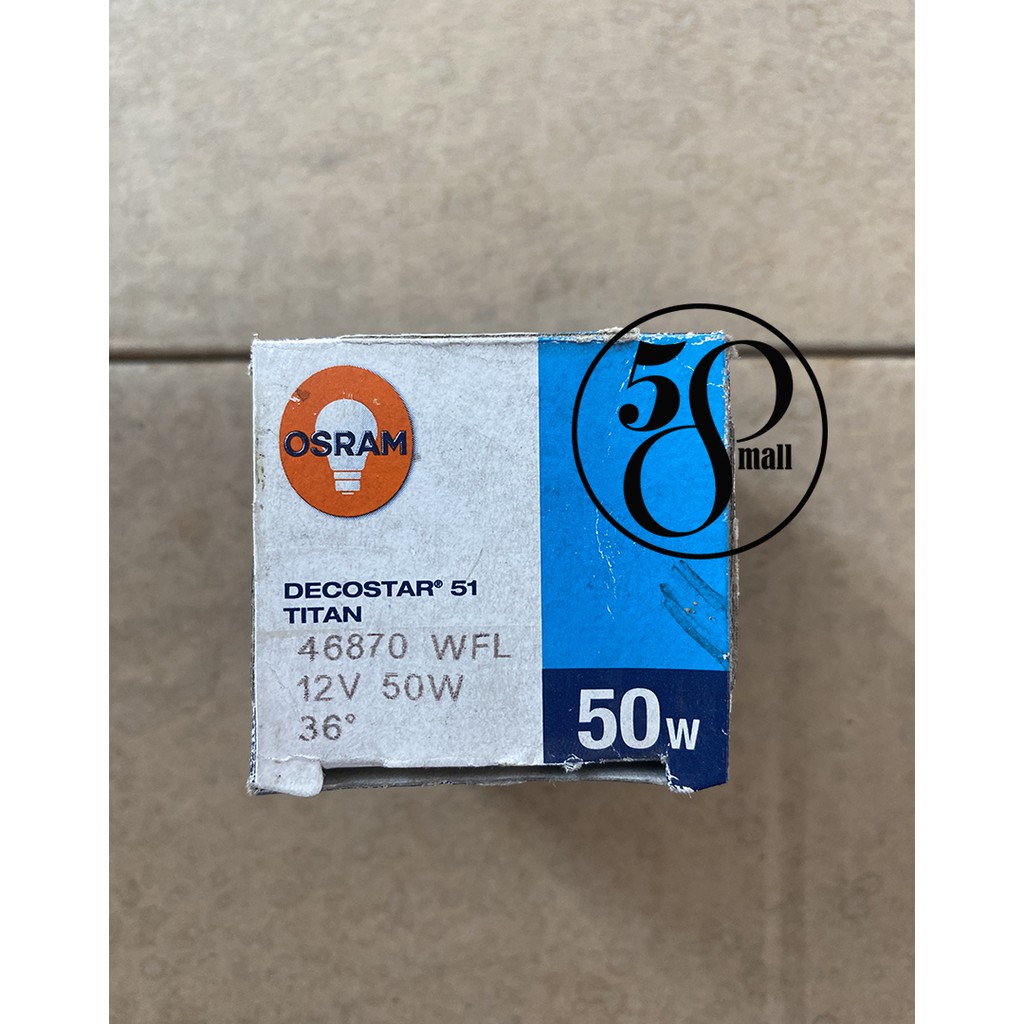 OSRAM
DECOSTAR® 51
TITAN
46870 WFL
12V 50W
36°
50W
58
mall